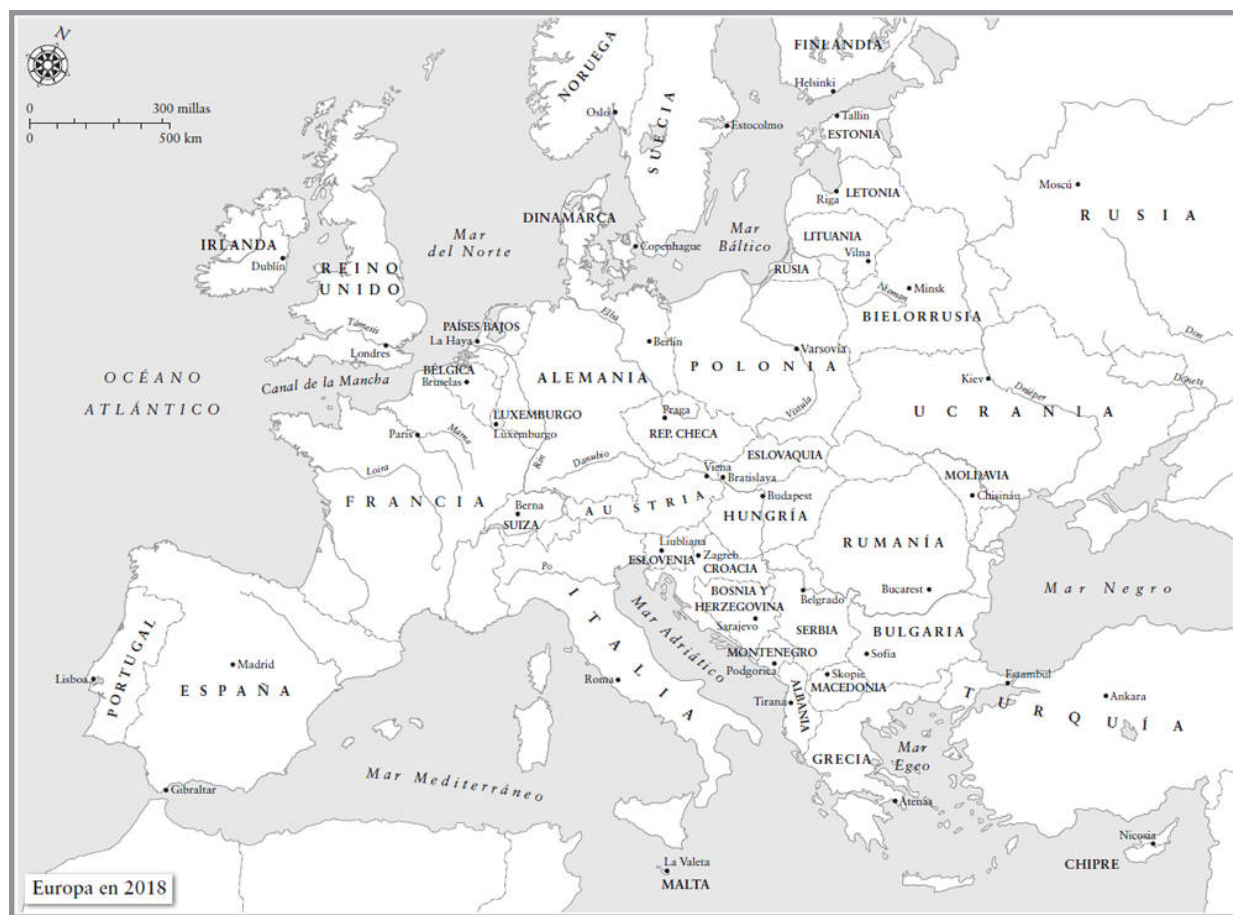 N
0 300 millas
0 500 km
NORUEGA
Oslo
SUECIA
Estocolmo
FINLANDIA
Helsinki
Tallin
ESTONIA
Riga
LETONIA
Moscú
RUSIA
DINAMARCA
Copenhague
Mar
Báltico
LITUANIA
Vilna
RUSIA
Minsk
BIELORRUSIA
Mar
del Norte
IRLANDA
Dublín
REINO
UNIDO
Támesis
Londres
PAÍSES BAJOS
La Haya
BÉLGICA
Bruselas
Elba
Berlín
ALEMANIA
POLONIA
Varsovia
Vístula
Kiev
Dniéper
Don
Dónets
UCRANIA
OCÉANO
ATLÁNTICO
Canal de la Mancha
LUXEMBURGO
Luxemburgo
París
Marne
Loira
Rin
Danubio
Praga
REP. CHECA
ESLOVAQUIA
Viena
Bratislava
Budapest
MOLDAVIA
Chisináu
FRANCIA
Berna
SUIZA
AUSTRIA
HUNGRÍA
RUMANÍA
Bucarest
Liubliana
ESLOVENIA
Zagreb
CROACIA
Po
ITALIA
Mar Adriático
BOSNIA Y
HERZEGOVINA
Sarajevo
Belgrado
SERBIA
BULGARIA
Sofía
Mar Negro
MONTENEGRO
Podgorica
Skopie
MACEDONIA
Tirana
ALBANIA
PORTUGAL
Lisboa
Madrid
ESPAÑA
Gibraltar
Roma
Mar Mediterráneo
Estambul
Ankara
TURQUÍA
GRECIA
Mar
Egeo
Atenas
Nicosia
CHIPRE
La Valeta
MALTA
Europa en 2018